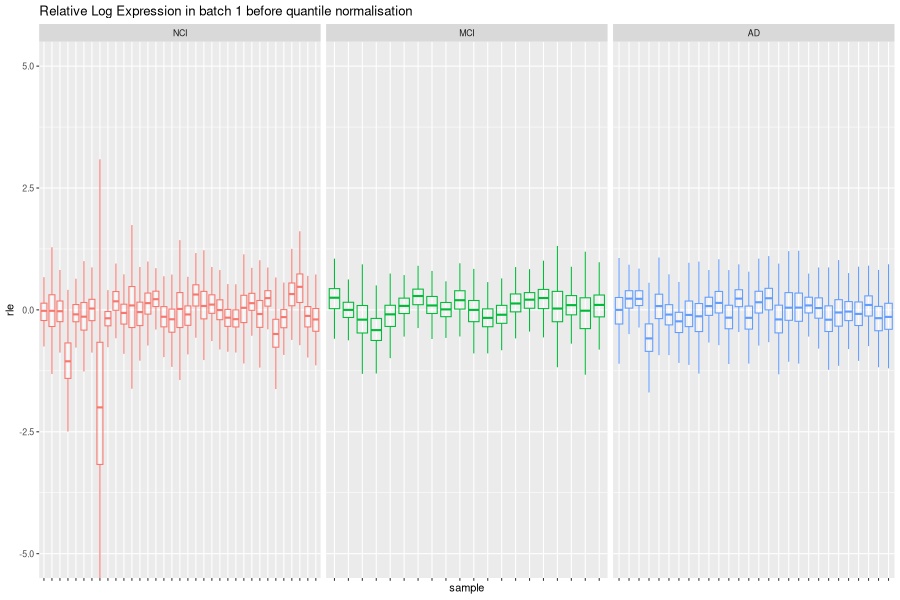 Relative Log Expression in batch 1 before quantile normalisation
NCI
MCI
AD
5.0
2.5
0.0
-2.5
-5.0
rle
sample